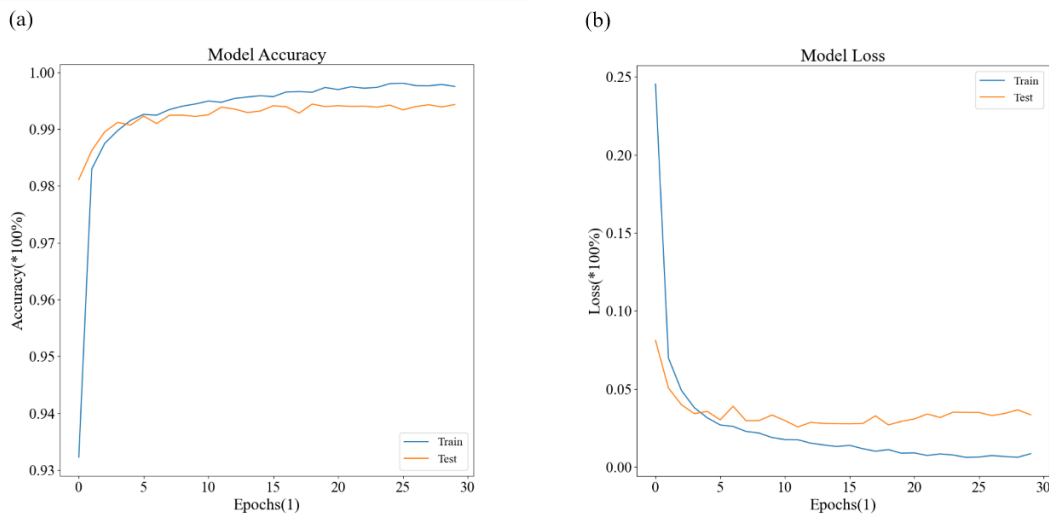 (a)
Model Accuracy
Accuracy(*100%)
1.00
0.99
0.98
0.97
0.96
0.95
0.94
0.93
Train
Test
0 5 10 15 20 25 30
Epochs(1)
(b)
Model Loss
Loss(*100%)
0.25
0.20
0.15
0.10
0.05
0.00
Train
Test
0 5 10 15 20 25 30
Epochs(1)